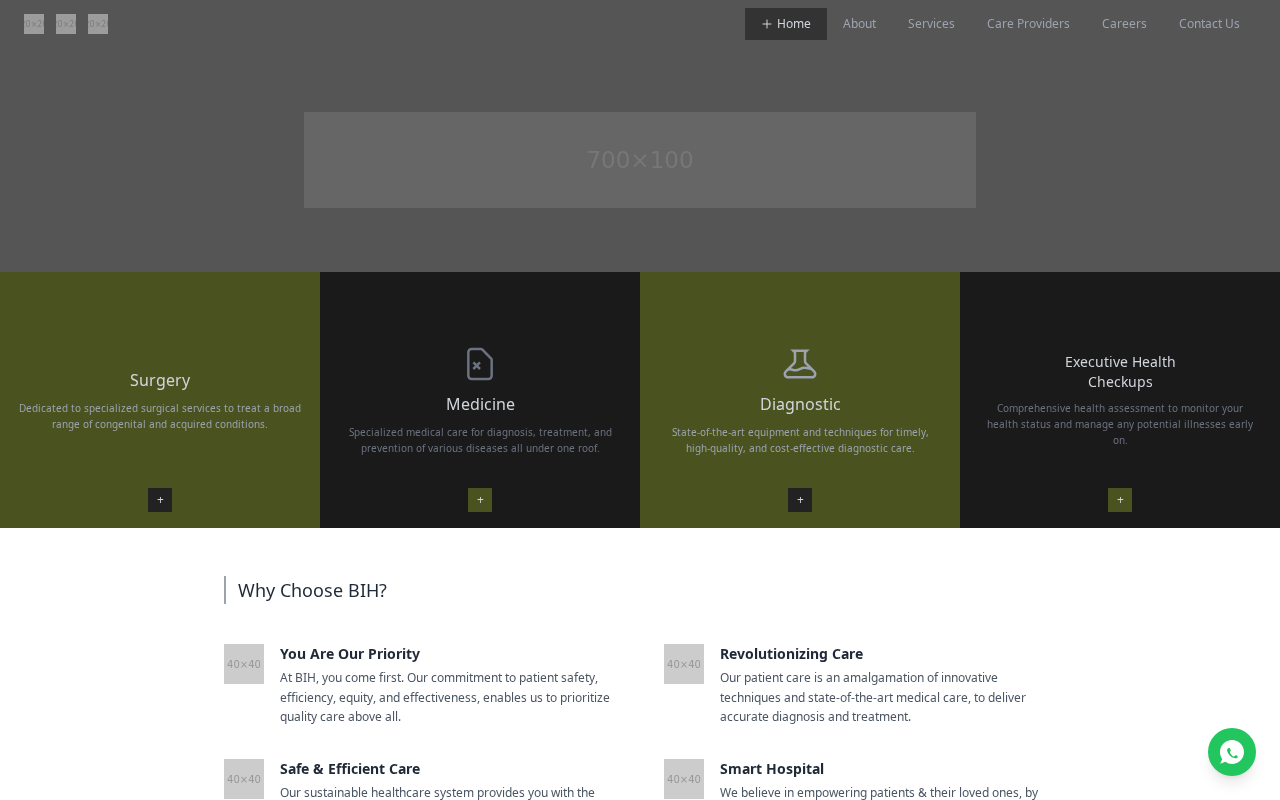 Home
About
Services
Care Providers
Careers
Contact Us
700×100
Surgery
Dedicated to specialized surgical services to treat a broad
range of congenital and acquired conditions.
+
Medicine
Specialized medical care for diagnosis, treatment, and
prevention of various diseases all under one roof.
+
Diagnostic
State-of-the-art equipment and techniques for timely,
high-quality, and cost-effective diagnostic care.
+
Executive Health
Checkups
Comprehensive health assessment to monitor your
health status and manage any potential illnesses early
on.
+
Why Choose BIH?
40×40
You Are Our Priority
At BIH, you come first. Our commitment to patient safety,
efficiency, equity, and effectiveness, enables us to prioritize
quality care above all.
40×40
Revolutionizing Care
Our patient care is an amalgamation of innovative
techniques and state-of-the-art medical care, to deliver
accurate diagnosis and treatment.
40×40
Safe & Efficient Care
Our sustainable healthcare system provides you with the
40×40
Smart Hospital
We believe in empowering patients & their loved ones, by